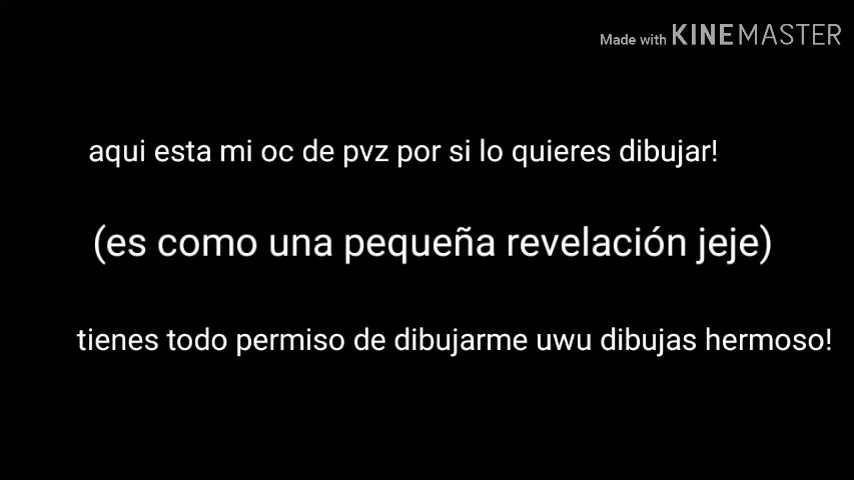 Made with KINEMASTER
aqui esta mi oc de pvz por si lo quieres dibujar!
(es como una pequeña revelación jeje)
tienes todo permiso de dibujarme uwu dibujas hermoso!